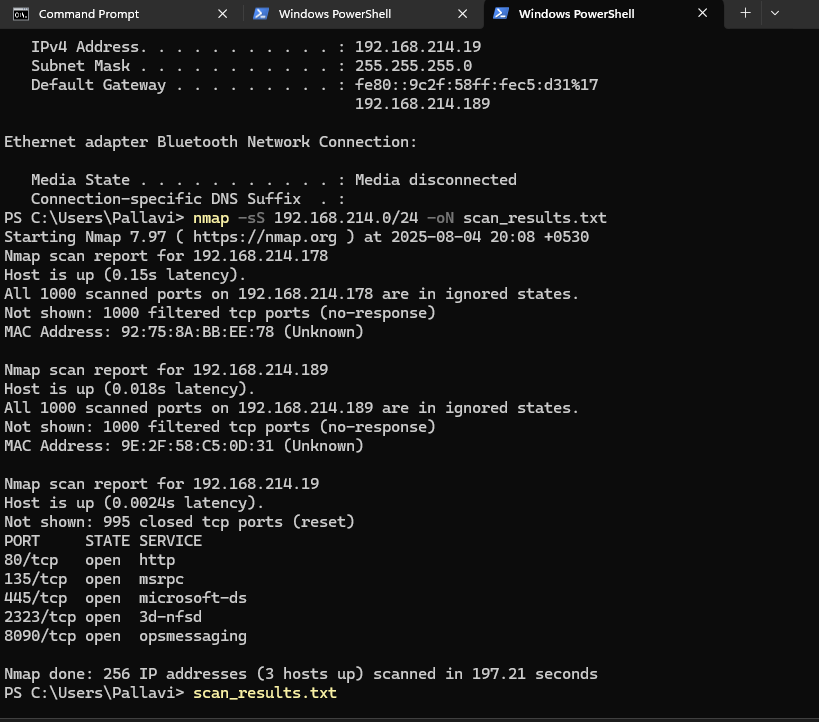 Command Prompt
Windows PowerShell
Windows PowerShell
IPv4 Address. . . . . . . . . . . : 192.168.214.19
Subnet Mask . . . . . . . . . . . : 255.255.255.0
Default Gateway . . . . . . . . . : fe80::9c2f:58ff:fec5:d31%17
192.168.214.189
Ethernet adapter Bluetooth Network Connection:
Media State . . . . . . . . . . . : Media disconnected
Connection-specific DNS Suffix  . :
PS C:\Users\Pallavi> nmap -sS 192.168.214.0/24 -oN scan_results.txt
Starting Nmap 7.97 ( https://nmap.org ) at 2025-08-04 20:08 +0530
Nmap scan report for 192.168.214.178
Host is up (0.15s latency).
All 1000 scanned ports on 192.168.214.178 are in ignored states.
Not shown: 1000 filtered tcp ports (no-response)
MAC Address: 92:75:8A:BB:EE:78 (Unknown)
Nmap scan report for 192.168.214.189
Host is up (0.018s latency).
All 1000 scanned ports on 192.168.214.189 are in ignored states.
Not shown: 1000 filtered tcp ports (no-response)
MAC Address: 9E:2F:58:C5:0D:31 (Unknown)
Nmap scan report for 192.168.214.19
Host is up (0.0024s latency).
Not shown: 995 closed tcp ports (reset)
PORT     STATE SERVICE
80/tcp   open  http
135/tcp  open  msrpc
445/tcp  open  microsoft-ds
2323/tcp open  3d-nfsd
8090/tcp open  opsmessaging
Nmap done: 256 IP addresses (3 hosts up) scanned in 197.21 seconds
PS C:\Users\Pallavi> scan_results.txt